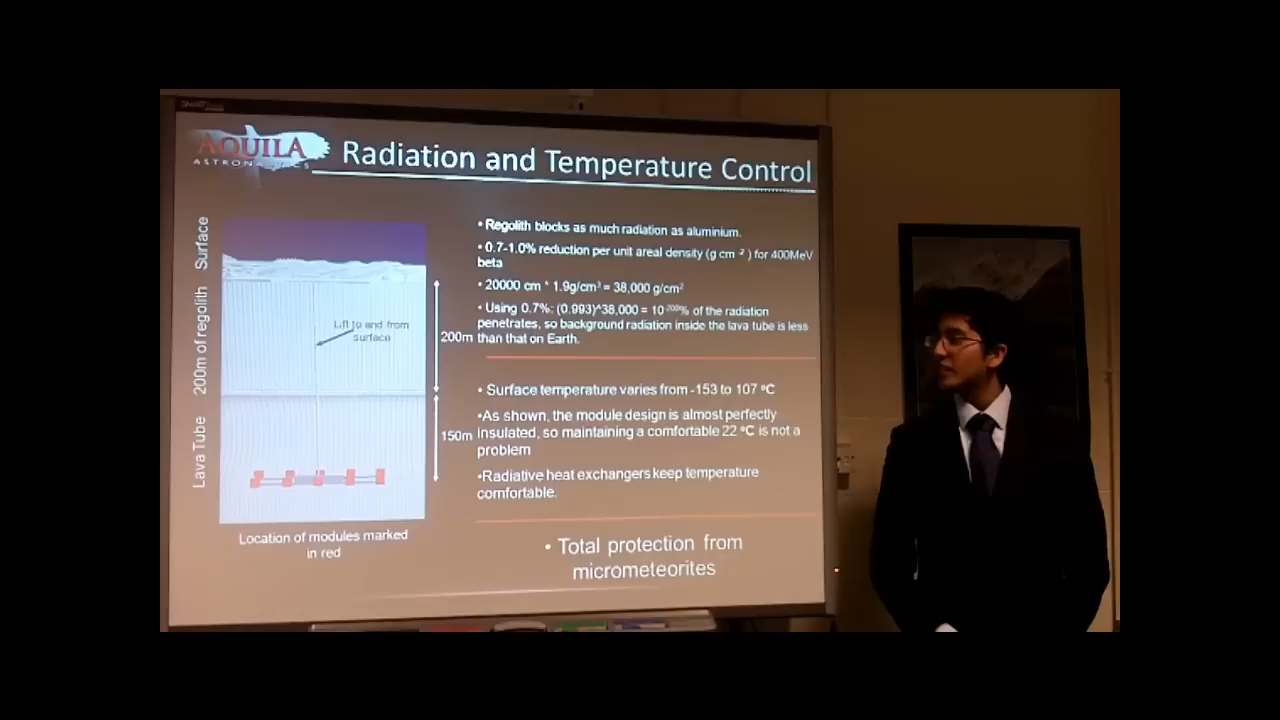 SMART
AQUILA
ASTRONAUTICS
Radiation and Temperature Control
Surface
200m of regolith
Lava Tube
Lift to and from
surface
200m
150m
Location of modules marked
in red
• Regolith blocks as much radiation as aluminium.
• 0.7-1.0% reduction per unit areal density (g cm ²) for 400MeV
beta
• 20000 cm * 1.9g/cm³ = 38,000 g/cm²
• Using 0.7%: (0.993)^38,000 = 10 % of the radiation
penetrates, so background radiation inside the lava tube is less
than that on Earth.
• Surface temperature varies from -153 to 107 ºC
•As shown, the module design is almost perfectly
insulated, so maintaining a comfortable 22 ºC is not a
problem
•Radiative heat exchangers keep temperature
comfortable.
• Total protection from
micrometeorites